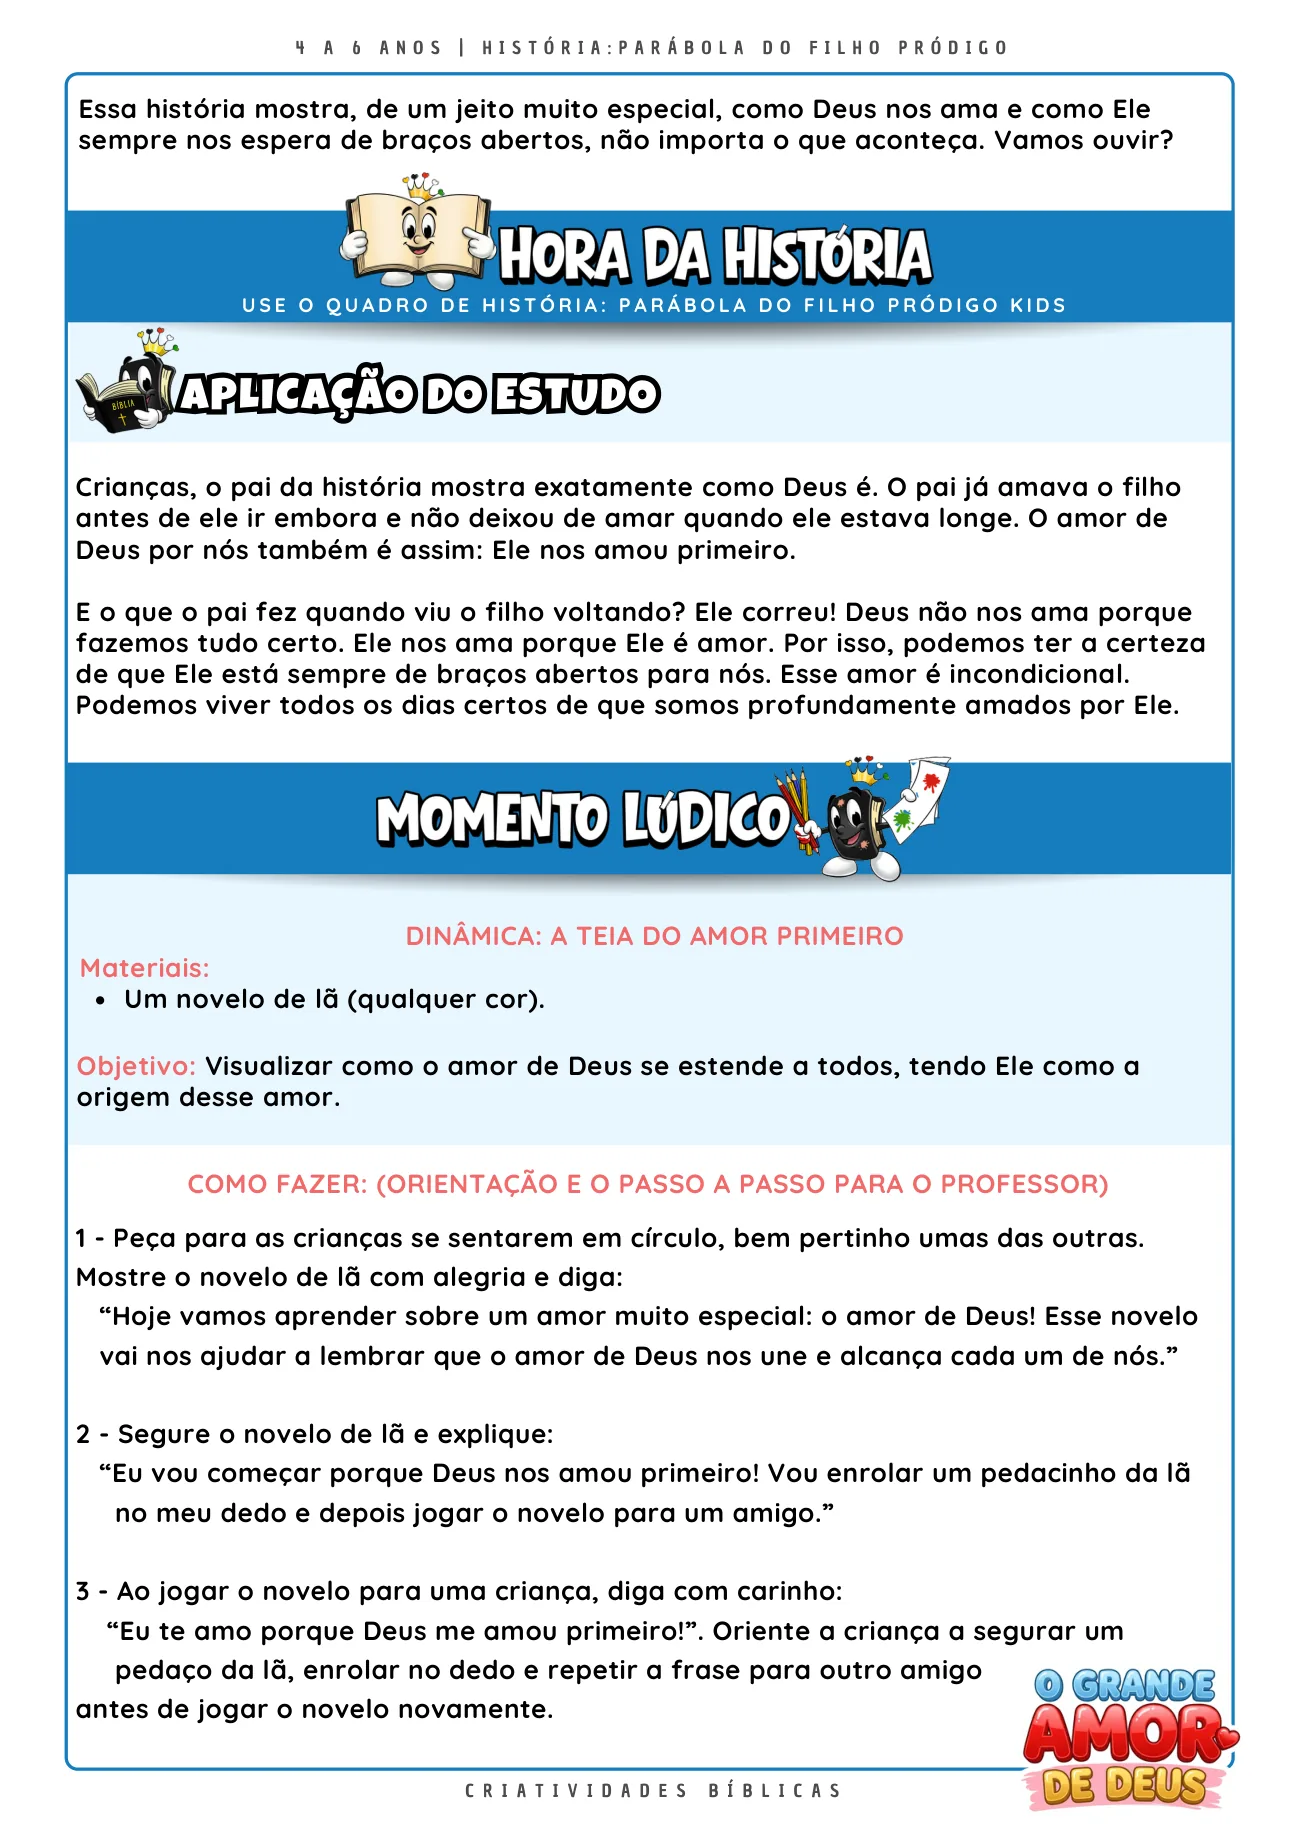 4 A 6 ANOS | HISTÓRIA:PARÁBOLA DO FILHO PRÓDIGO
Essa história mostra, de um jeito muito especial, como Deus nos ama e como Ele
sempre nos espera de braços abertos, não importa o que aconteça. Vamos ouvir?
HORA DA HISTÓRIA
USE O QUADRO DE HISTÓRIA: PARÁBOLA DO FILHO PRÓDIGO KIDS
BÍBLIA
APLICAÇÃO DO ESTUDO
Crianças, o pai da história mostra exatamente como Deus é. O pai já amava o filho
antes de ele ir embora e não deixou de amar quando ele estava longe. O amor de
Deus por nós também é assim: Ele nos amou primeiro.
E o que o pai fez quando viu o filho voltando? Ele correu! Deus não nos ama porque
fazemos tudo certo. Ele nos ama porque Ele é amor. Por isso, podemos ter a certeza
de que Ele está sempre de braços abertos para nós. Esse amor é incondicional.
Podemos viver todos os dias certos de que somos profundamente amados por Ele.
MOMENTO LÚDICO
DINÂMICA: A TEIA DO AMOR PRIMEIRO
Materiais:
• Um novelo de lã (qualquer cor).
Objetivo: Visualizar como o amor de Deus se estende a todos, tendo Ele como a
origem desse amor.
COMO FAZER: (ORIENTAÇÃO E O PASSO A PASSO PARA O PROFESSOR)
1 - Peça para as crianças se sentarem em círculo, bem pertinho umas das outras.
Mostre o novelo de lã com alegria e diga:
“Hoje vamos aprender sobre um amor muito especial: o amor de Deus! Esse novelo
vai nos ajudar a lembrar que o amor de Deus nos une e alcança cada um de nós.”
2 - Segure o novelo de lã e explique:
“Eu vou começar porque Deus nos amou primeiro! Vou enrolar um pedacinho da lã
no meu dedo e depois jogar o novelo para um amigo.”
3 - Ao jogar o novelo para uma criança, diga com carinho:
“Eu te amo porque Deus me amou primeiro!”. Oriente a criança a segurar um
pedaço da lã, enrolar no dedo e repetir a frase para outro amigo
antes de jogar o novelo novamente.
O GRANDE
AMOR
DE DEUS
CRIATIVIDADES BÍBLICAS